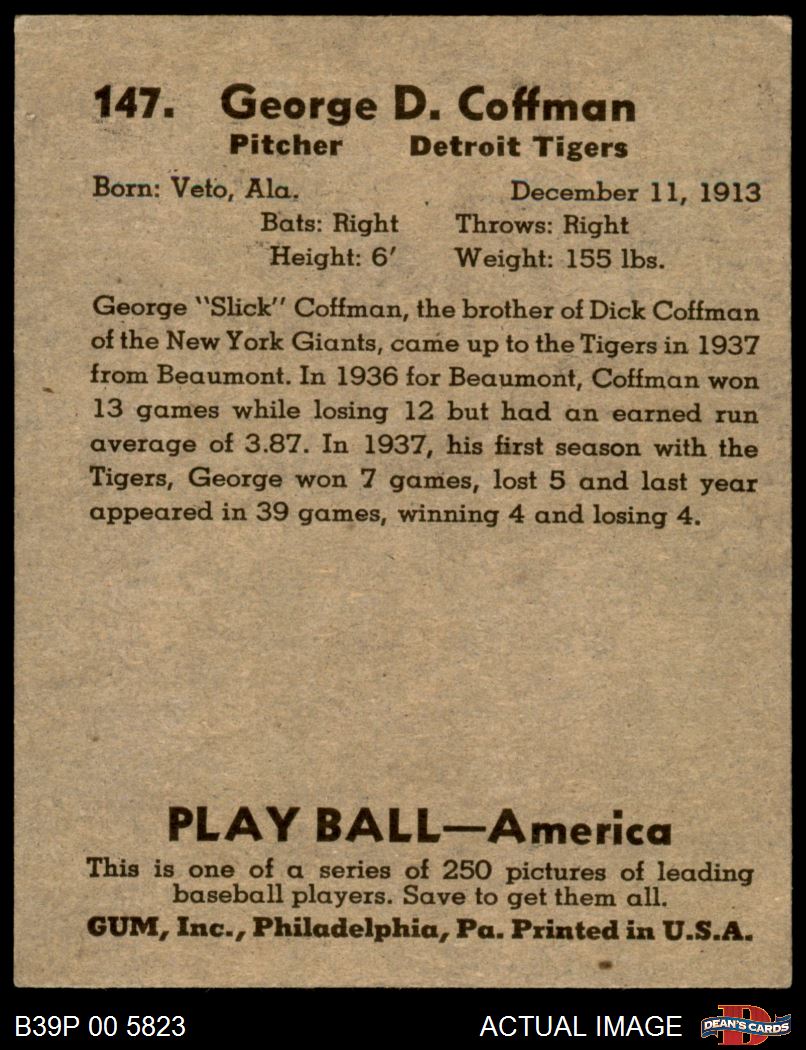 147. George D. Coffman
Pitcher Detroit Tigers
Born: Veto, Ala. December 11, 1913
Bats: Right Throws: Right
Height: 6′ Weight: 155 lbs.
George "Slick" Coffman, the brother of Dick Coffman
of the New York Giants, came up to the Tigers in 1937
from Beaumont. In 1936 for Beaumont, Coffman won
13 games while losing 12 but had an earned run
average of 3.87. In 1937, his first season with the
Tigers, George won 7 games, lost 5 and last year
appeared in 39 games, winning 4 and losing 4.
PLAY BALL—America
This is one of a series of 250 pictures of leading
baseball players. Save to get them all.
GUM, Inc., Philadelphia, Pa. Printed in U.S.A.
B39P 00 5823 ACTUAL IMAGE D DEAN'S CARDS